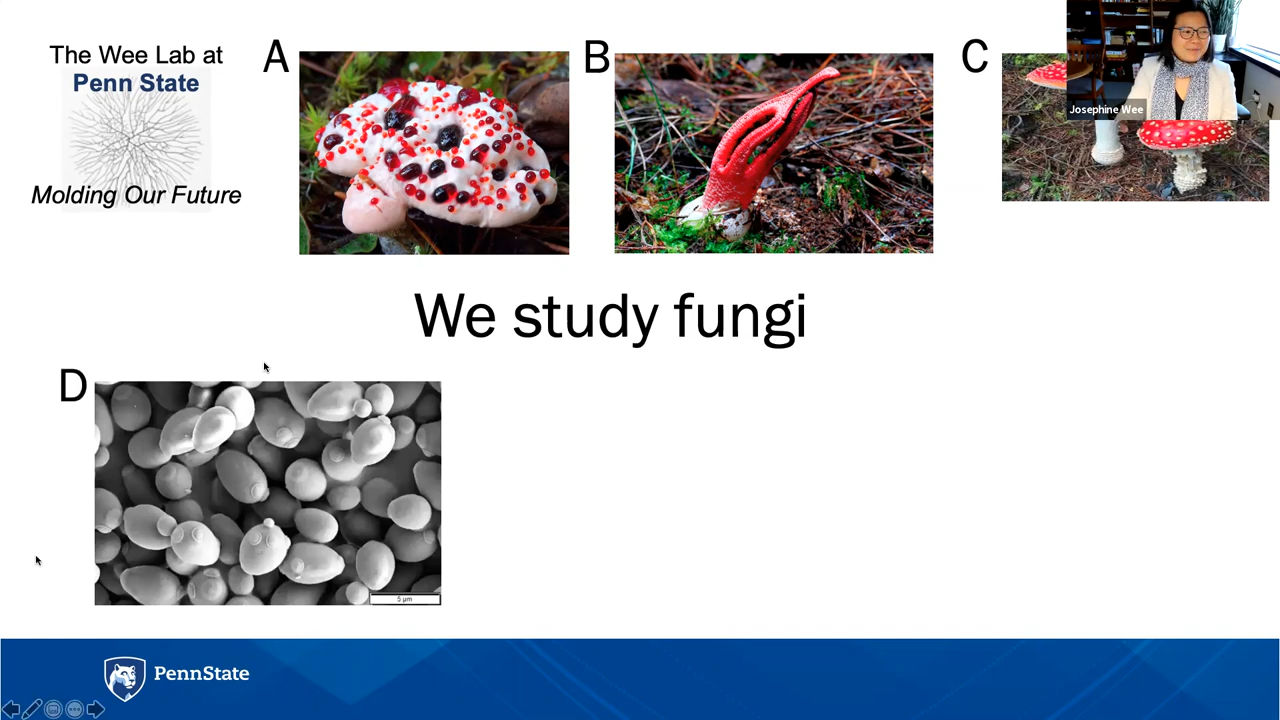 The Wee Lab at
Penn State
Molding Our Future
A
B
C
Josephine Wee
We study fungi
D
5 µm
PennState